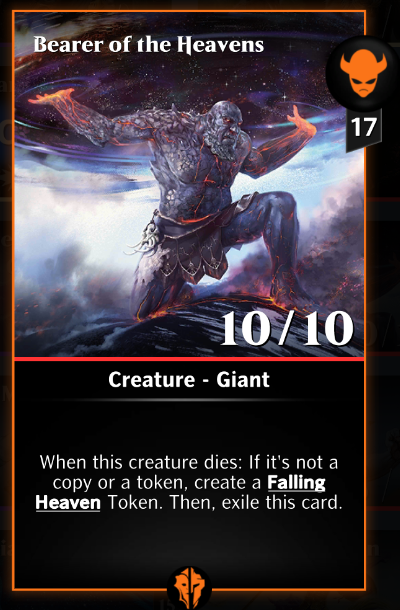 Bearer of the Heavens
17
10/10
Creature - Giant
When this creature dies: If it's not a
copy or a token, create a Falling
Heaven Token. Then, exile this card.